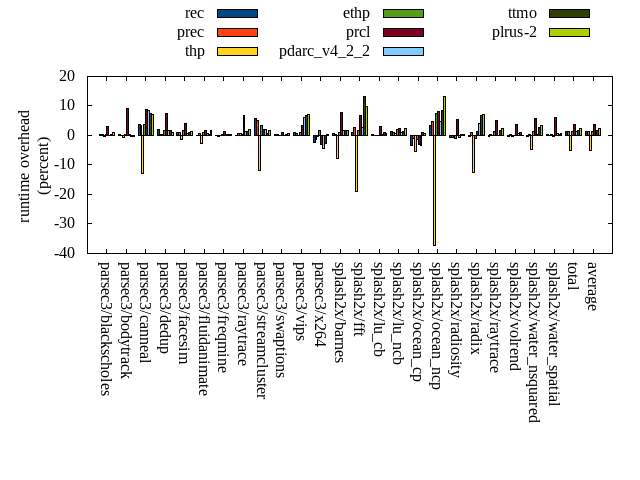 rec ethp ttmo
prec prcl plrus-2
thp pdarc_v4_2_2
20
10
0
-10
-20
-30
-40
runtime overhead
(percent)
parsec3/blackscholes
parsec3/bodytrack
parsec3/canneal
parsec3/dedup
parsec3/facesim
parsec3/fluidanimate
parsec3/freqmine
parsec3/raytrace
parsec3/streamcluster
parsec3/swaptions
parsec3/vips
parsec3/x264
splash2x/barnes
splash2x/fft
splash2x/lu_cb
splash2x/lu_ncb
splash2x/ocean_cp
splash2x/ocean_ncp
splash2x/radiosity
splash2x/radix
splash2x/raytrace
splash2x/volrend
splash2x/water_nsquared
splash2x/water_spatial
total
average